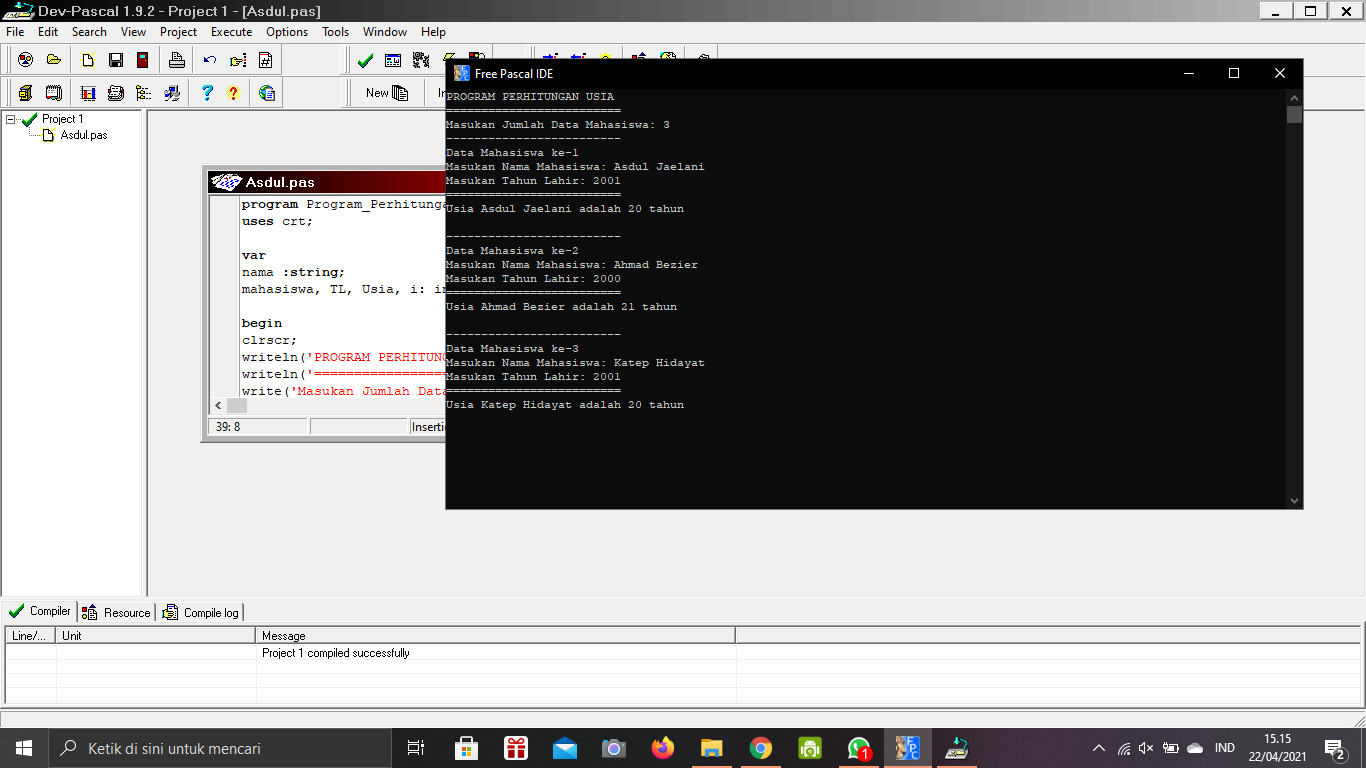 Dev-Pascal 1.9.2 - Project 1 - [Asdul.pas]
File Edit Search View Project Execute Options Tools Window Help
New
Project 1
Asdul.pas
Asdul.pas
program Program_Perhitunga
uses crt;
var
nama :string;
mahasiswa, TL, Usia, i: i
begin
clrscr;
writeln('PROGRAM PERHITUNG
writeln('==================
write('Masukan Jumlah Data
39: 8
Inserti
Free Pascal IDE
PROGRAM PERHITUNGAN USIA
=========================
Masukan Jumlah Data Mahasiswa: 3
-------------------------
Data Mahasiswa ke-1
Masukan Nama Mahasiswa: Asdul Jaelani
Masukan Tahun Lahir: 2001
=========================
Usia Asdul Jaelani adalah 20 tahun
-------------------------
Data Mahasiswa ke-2
Masukan Nama Mahasiswa: Ahmad Bezier
Masukan Tahun Lahir: 2000
=========================
Usia Ahmad Bezier adalah 21 tahun
-------------------------
Data Mahasiswa ke-3
Masukan Nama Mahasiswa: Katep Hidayat
Masukan Tahun Lahir: 2001
=========================
Usia Katep Hidayat adalah 20 tahun
Compiler Resource Compile log
Line/... Unit Message
Project 1 compiled successfully
Ketik di sini untuk mencari
1
IND
15.15
22/04/2021
2